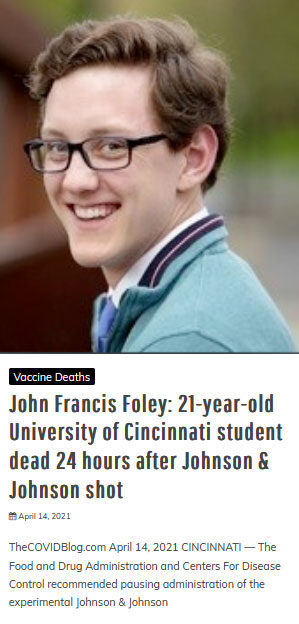 Vaccine Deaths
John Francis Foley: 21-year-old
University of Cincinnati student
dead 24 hours after Johnson &
Johnson shot
April 14, 2021
TheCOVIDBlog.com April 14, 2021 CINCINNATI — The
Food and Drug Administration and Centers For Disease
Control recommended pausing administration of the
experimental Johnson & Johnson